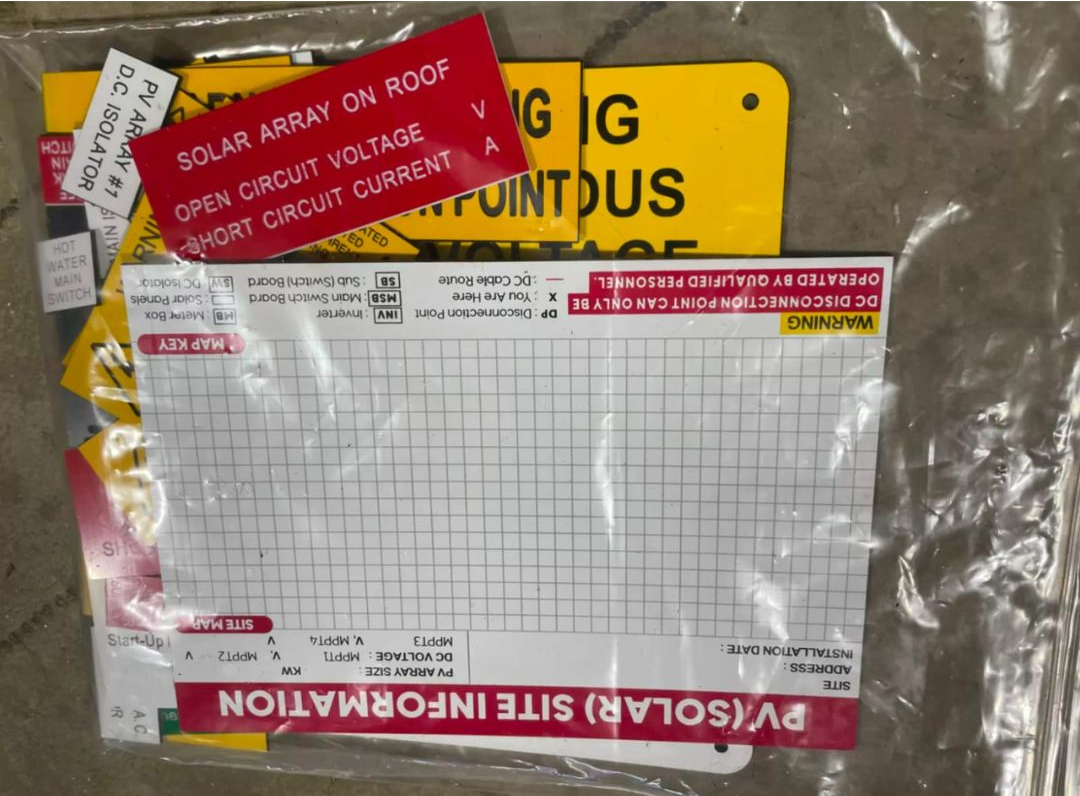 PV ARRAY #1
D.C. ISOLATOR
SOLAR ARRAY ON ROOF
OPEN CIRCUIT VOLTAGE V
SHORT CIRCUIT CURRENT A
NG
IG
POINT
OUS
VOLTAGE
HOT
WATER
MAIN
SWITCH
PV (SOLAR) SITE INFORMATION
SITE
ADDRESS:
INSTALLATION DATE:
PV ARRAY SIZE: KW
DC VOLTAGE: MPPT1 V, MPPT2 V
MPPT3 V, MPPT4 V
SITE MAP
MAP KEY
WARNING
DC DISCONNECTION POINT CAN ONLY BE
OPERATED BY QUALIFIED PERSONNEL.
DP : Disconnection Point
X : You Are Here
: DC Cable Route
INV : Inverter
MSB : Main Switch Board
SB : Sub (Switch) Board
MB : Meter Box
: Solar Panels
SW : DC Isolator
SHO
Start-Up
A.C.